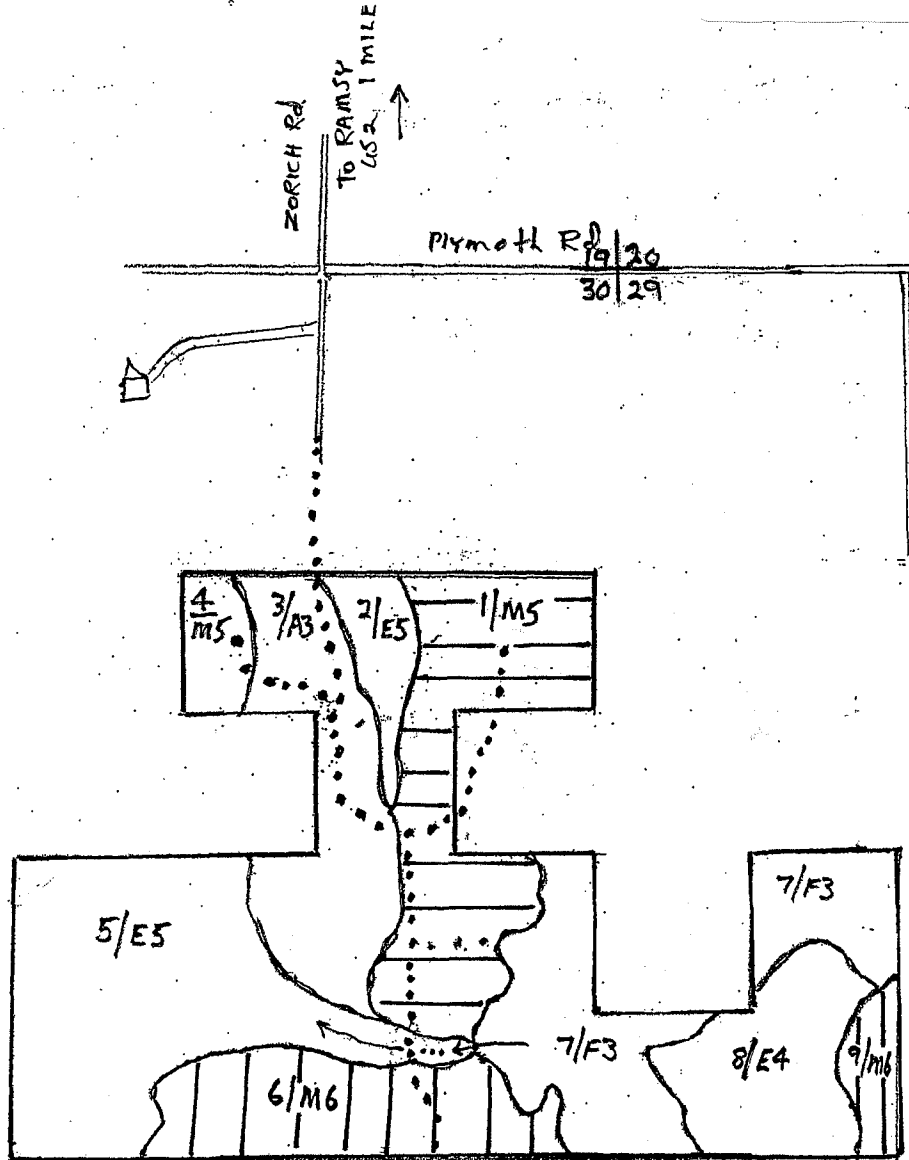 ZORICH Rd.
TO RAMSY
US2 1 MILE
Plymoth Rd
19 20
30 29
4/M5
3/A3
2/E5
1/M5
5/E5
7/F3
7/F3
8/E4
9/M6
6/M6